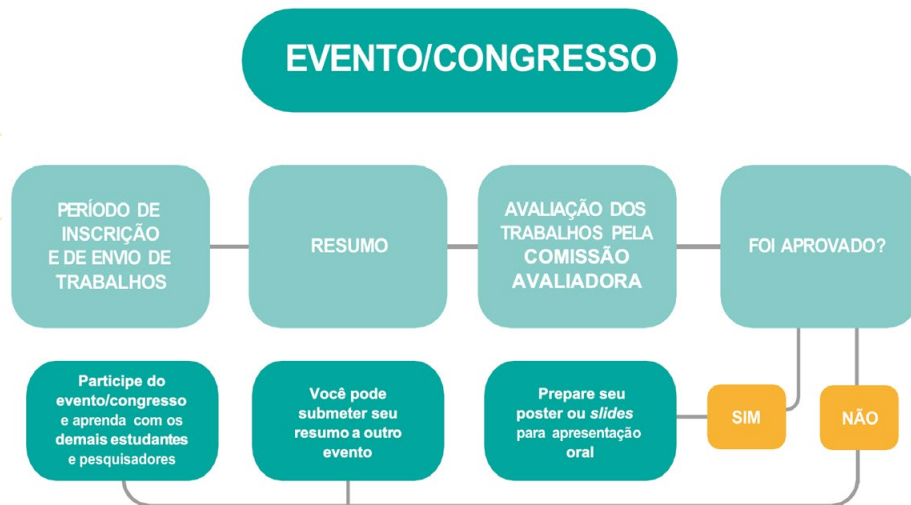 EVENTO/CONGRESSO
PERÍODO DE
INSCRIÇÃO
E DE ENVIO DE
TRABALHOS
RESUMO
AVALIAÇÃO DOS
TRABALHOS PELA
COMISSÃO
AVALIADORA
FOI APROVADO?
Participe do
evento/congresso
e aprenda com os
demais estudantes
e pesquisadores
Você pode
submeter seu
resumo a outro
evento
Prepare seu
poster ou slides
para apresentação
oral
SIM
NÃO